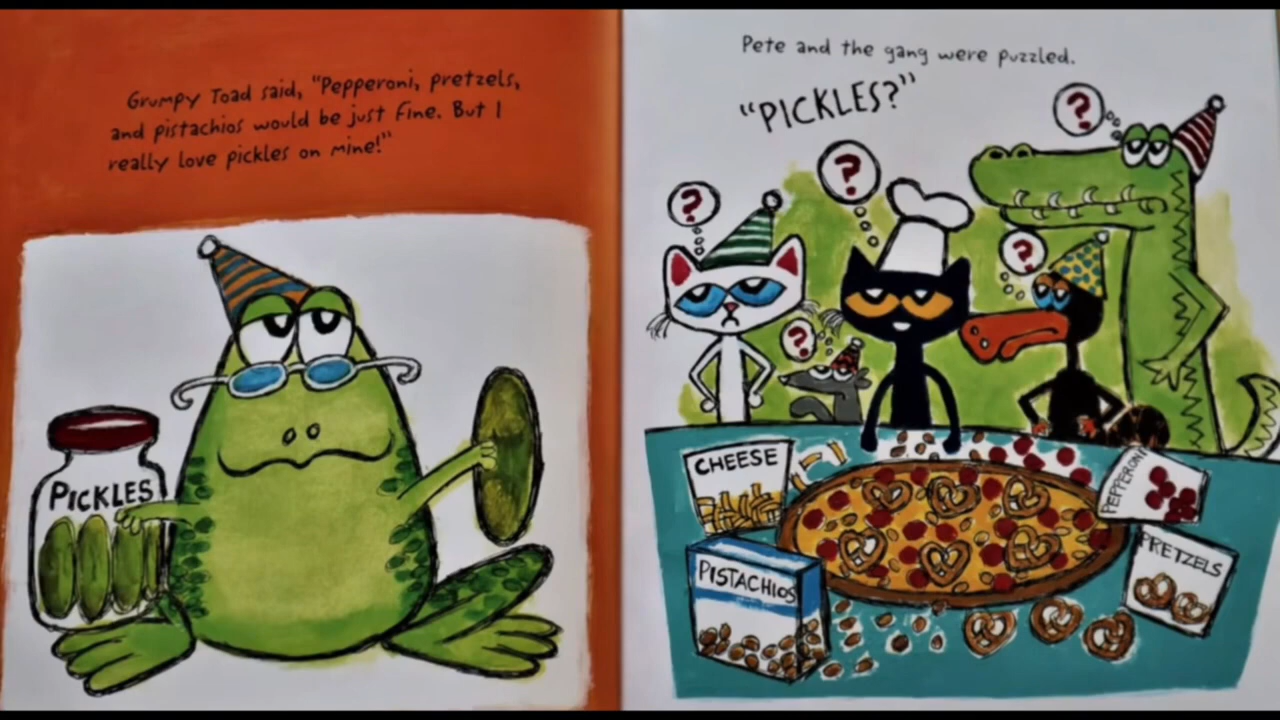 Grumpy Toad said, "Pepperoni, pretzels,
and pistachios would be just fine. But I
really love pickles on mine!"
PICKLES
Pete and the gang were puzzled.
"PICKLES?"
?
?
?
?
?
CHEESE
PEPPERONI
PISTACHIOS
PRETZELS